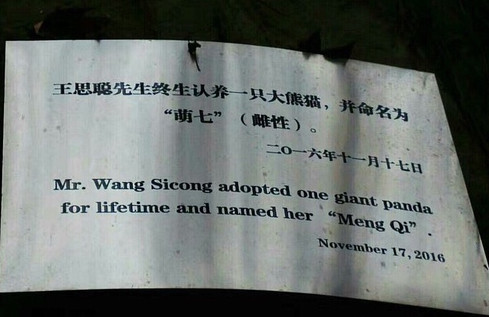 王思聪先生终生认养一只大熊猫，并命名为
“萌七”（雌性）。
二〇一六年十一月十七日
Mr. Wang Sicong adopted one giant panda
for lifetime and named her “Meng Qi”.
November 17, 2016